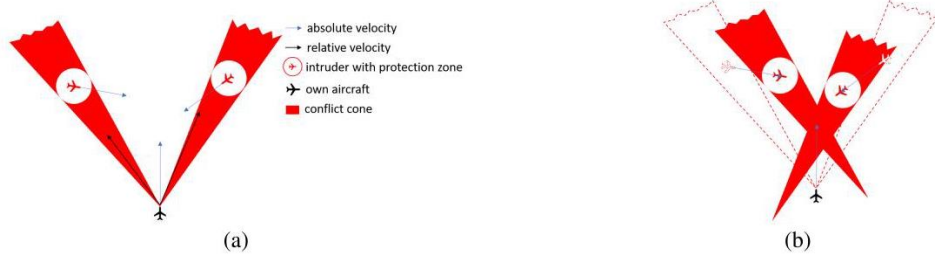 absolute velocity
relative velocity
intruder with protection zone
own aircraft
conflict cone
(a)
(b)